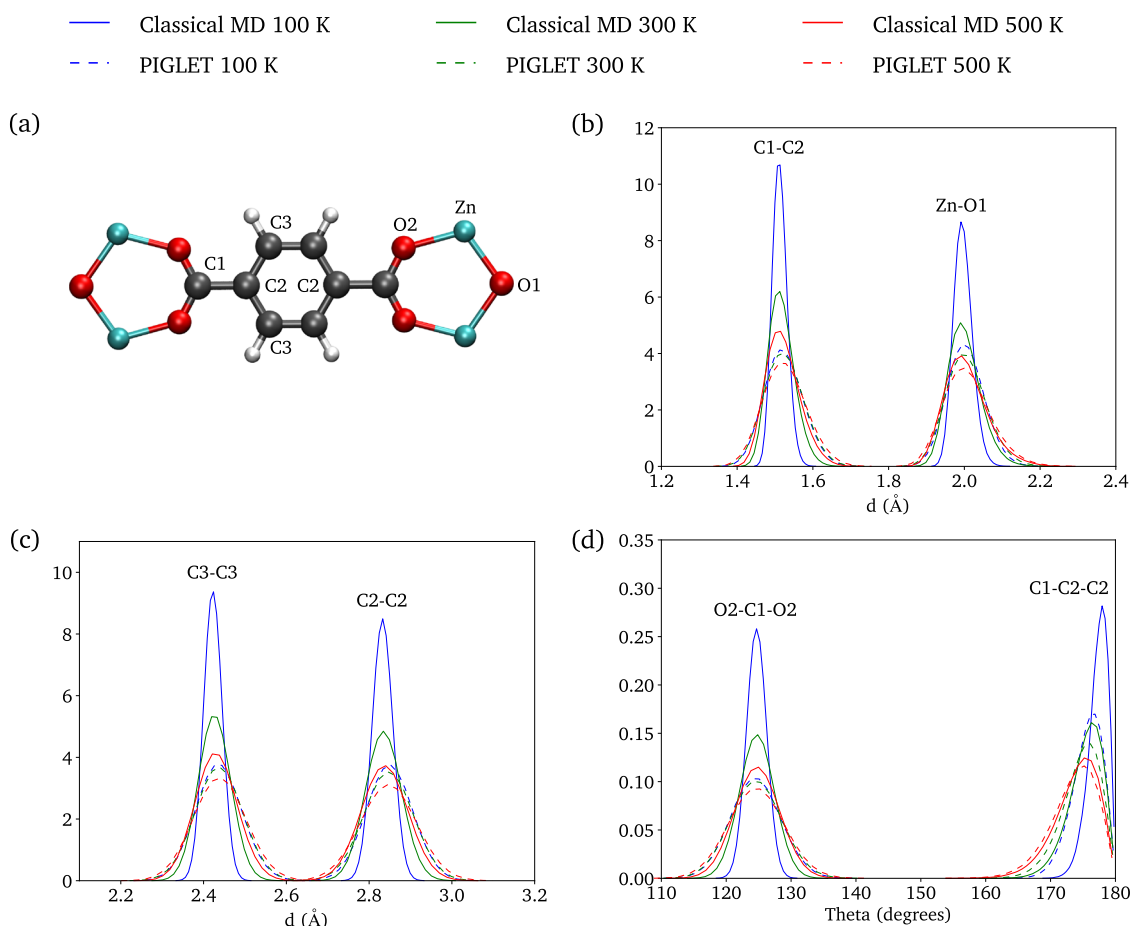 Classical MD 100 K Classical MD 300 K Classical MD 500 K
PIGLET 100 K PIGLET 300 K PIGLET 500 K
(a)
Zn
C3 O2
C1
C2 C2 O1
C3
(b)
12
10
8
6
4
2
0
C1-C2
Zn-O1
1.2 1.4 1.6 1.8 2.0 2.2 2.4
d (Å)
(c)
10
8
6
4
2
0
C3-C3
C2-C2
2.2 2.4 2.6 2.8 3.0 3.2
d (Å)
(d)
0.35
0.30
0.25
0.20
0.15
0.10
0.05
0.00
C1-C2-C2
O2-C1-O2
110 120 130 140 150 160 170 180
Theta (degrees)